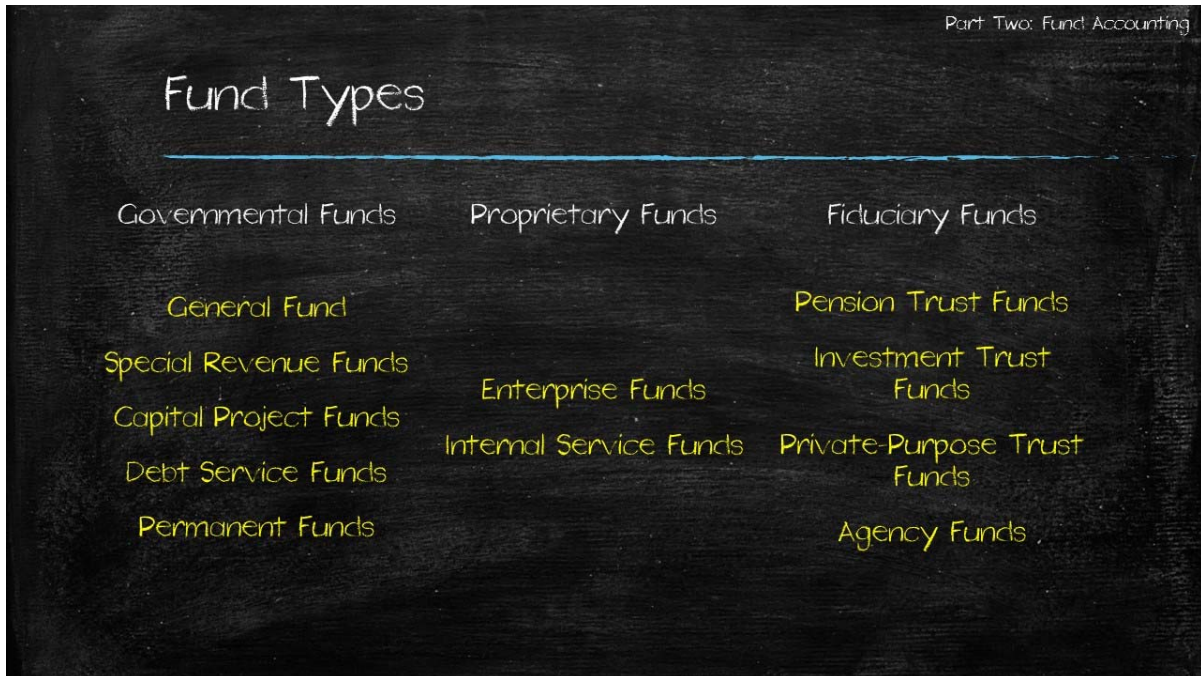 Part Two: Fund Accounting
Fund Types
Governmental Funds
General Fund
Special Revenue Funds
Capital Project Funds
Debt Service Funds
Permanent Funds
Proprietary Funds
Enterprise Funds
Internal Service Funds
Fiduciary Funds
Pension Trust Funds
Investment Trust
Funds
Private-Purpose Trust
Funds
Agency Funds